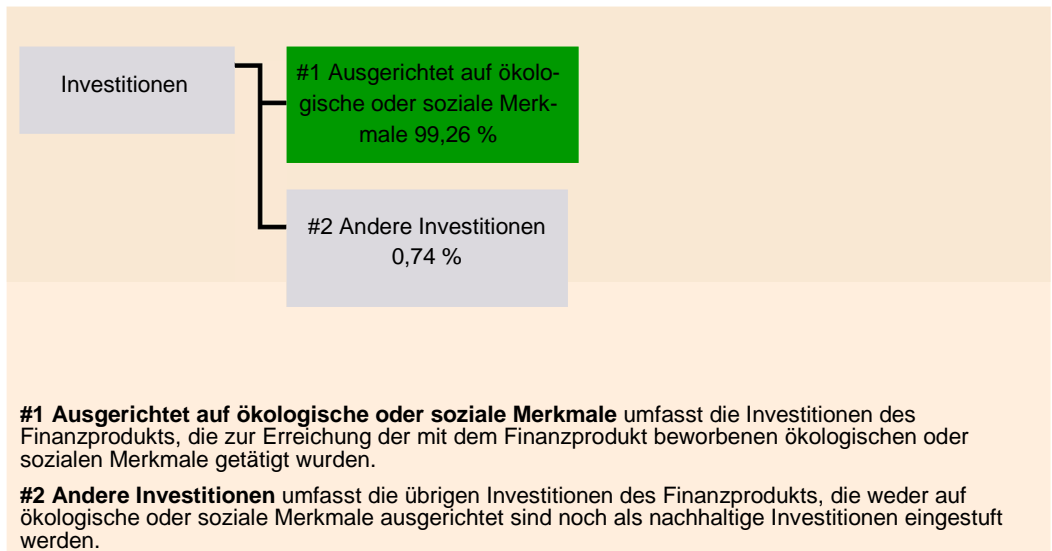 Investitionen
#1 Ausgerichtet auf ökolo-
gische oder soziale Merk-
male 99,26 %
#2 Andere Investitionen
0,74 %
#1 Ausgerichtet auf ökologische oder soziale Merkmale umfasst die Investitionen des
Finanzprodukts, die zur Erreichung der mit dem Finanzprodukt beworbenen ökologischen oder
sozialen Merkmale getätigt wurden.
#2 Andere Investitionen umfasst die übrigen Investitionen des Finanzprodukts, die weder auf
ökologische oder soziale Merkmale ausgerichtet sind noch als nachhaltige Investitionen eingestuft
werden.